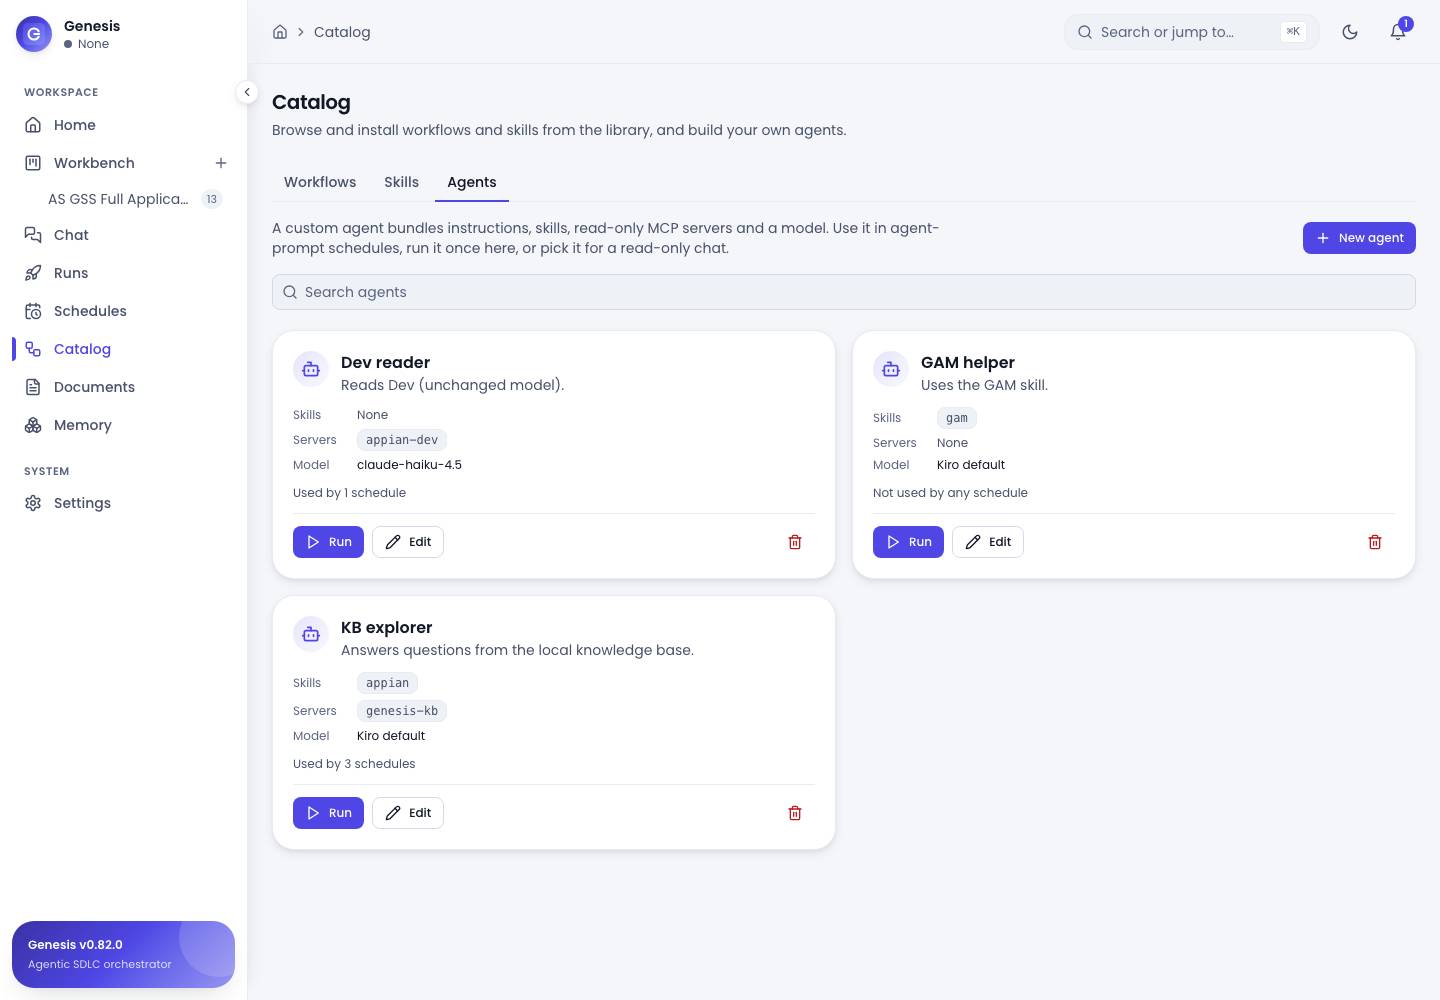 Genesis
None
WORKSPACE
Home
Workbench
AS GSS Full Applica... 13
Chat
Runs
Schedules
Catalog
Documents
Memory
SYSTEM
Settings
Genesis v0.82.0
Agentic SDLC orchestrator
Catalog
Search or jump to... ⌘K
1
Catalog
Browse and install workflows and skills from the library, and build your own agents.
Workflows Skills Agents
A custom agent bundles instructions, skills, read-only MCP servers and a model. Use it in agent-
prompt schedules, run it once here, or pick it for a read-only chat.
New agent
Search agents
Dev reader
Reads Dev (unchanged model).
Skills None
Servers appian-dev
Model claude-haiku-4.5
Used by 1 schedule
Run Edit
GAM helper
Uses the GAM skill.
Skills gam
Servers None
Model Kiro default
Not used by any schedule
Run Edit
KB explorer
Answers questions from the local knowledge base.
Skills appian
Servers genesis-kb
Model Kiro default
Used by 3 schedules
Run Edit